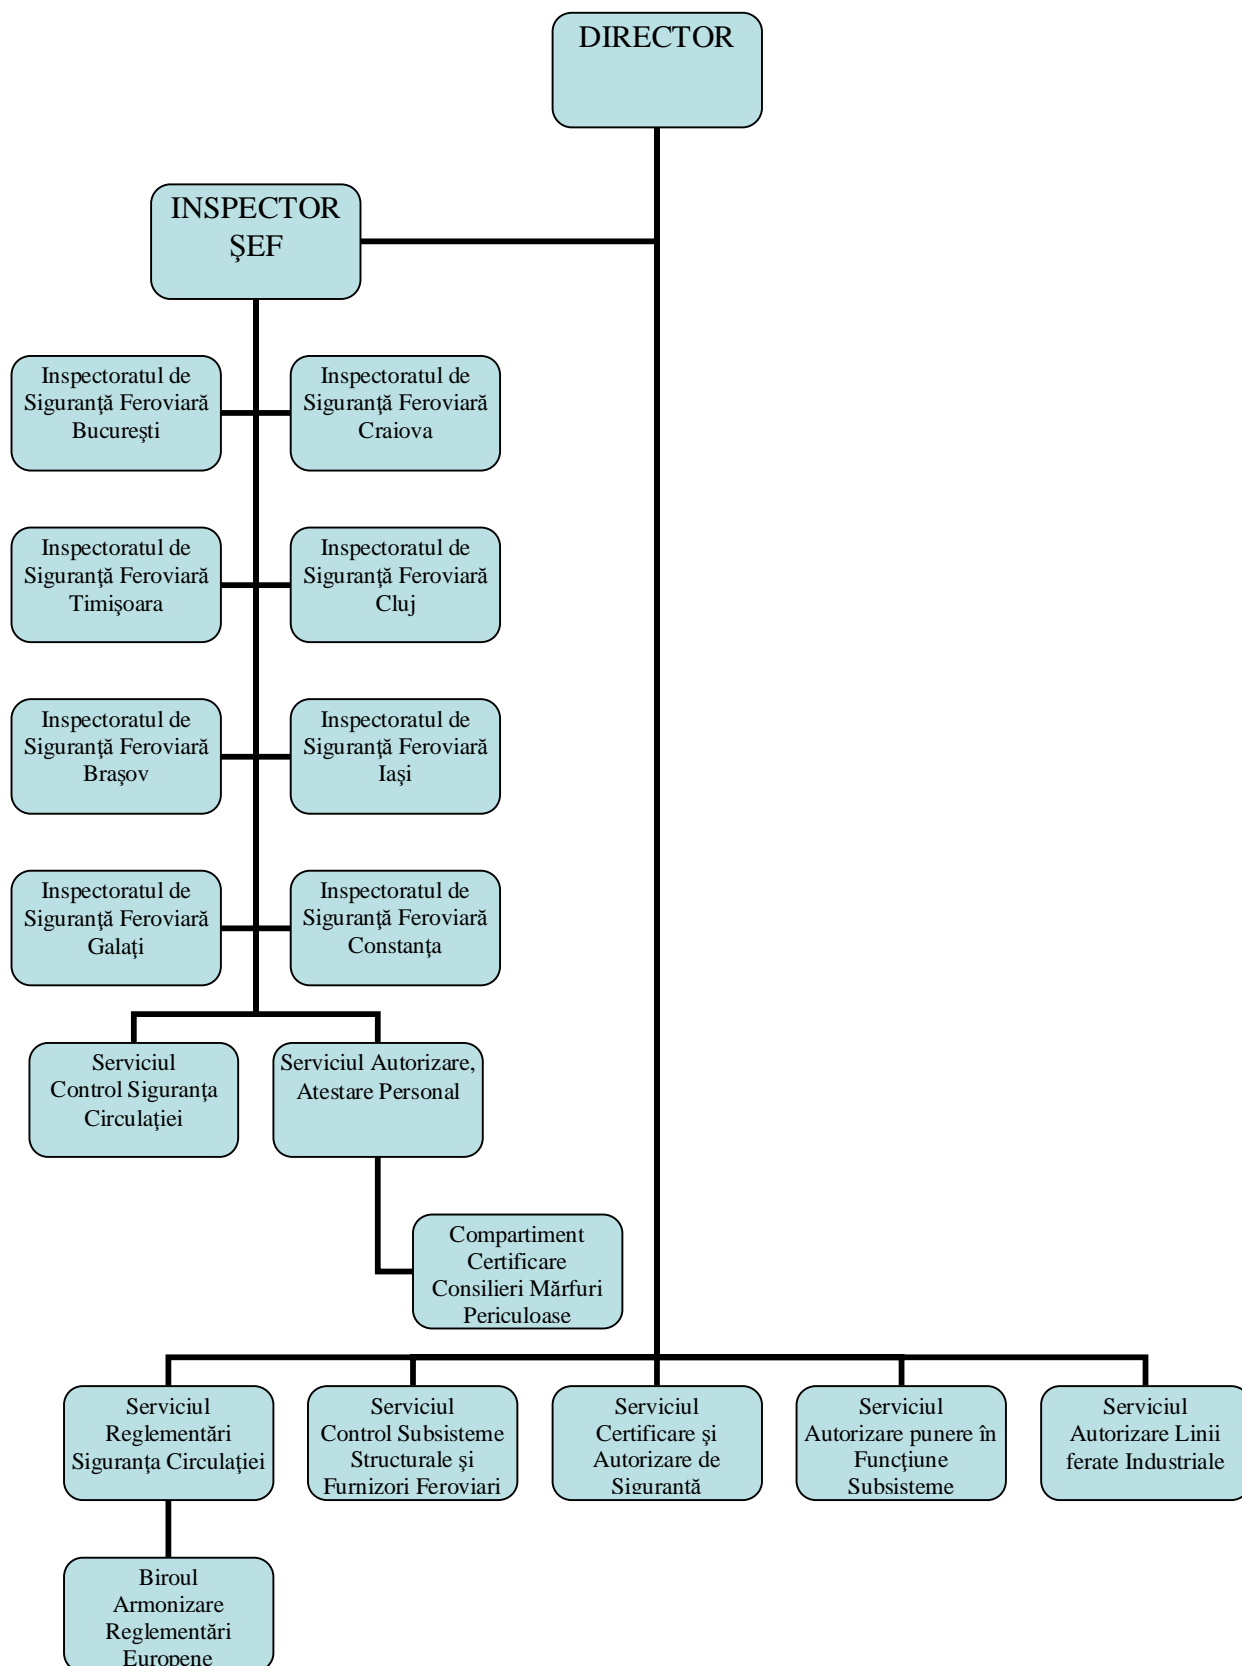 DIRECTOR
INSPECTOR
ŞEF
Inspectoratul de
Siguranţă Feroviară
Bucureşti
Inspectoratul de
Siguranţă Feroviară
Craiova
Inspectoratul de
Siguranţă Feroviară
Timişoara
Inspectoratul de
Siguranţă Feroviară
Cluj
Inspectoratul de
Siguranţă Feroviară
Braşov
Inspectoratul de
Siguranţă Feroviară
Iaşi
Inspectoratul de
Siguranţă Feroviară
Galaţi
Inspectoratul de
Siguranţă Feroviară
Constanţa
Serviciul
Control Siguranţa
Circulaţiei
Serviciul Autorizare,
Atestare Personal
Compartiment
Certificare
Consilieri Mărfuri
Periculoase
Serviciul
Reglementări
Siguranţa Circulaţiei
Serviciul
Control Subsisteme
Structurale şi
Furnizori Feroviari
Serviciul
Certificare şi
Autorizare de
Siguranţă
Serviciul
Autorizare punere în
Funcţiune
Subsisteme
Serviciul
Autorizare Linii
ferate Industriale
Biroul
Armonizare
Reglementări
Europene